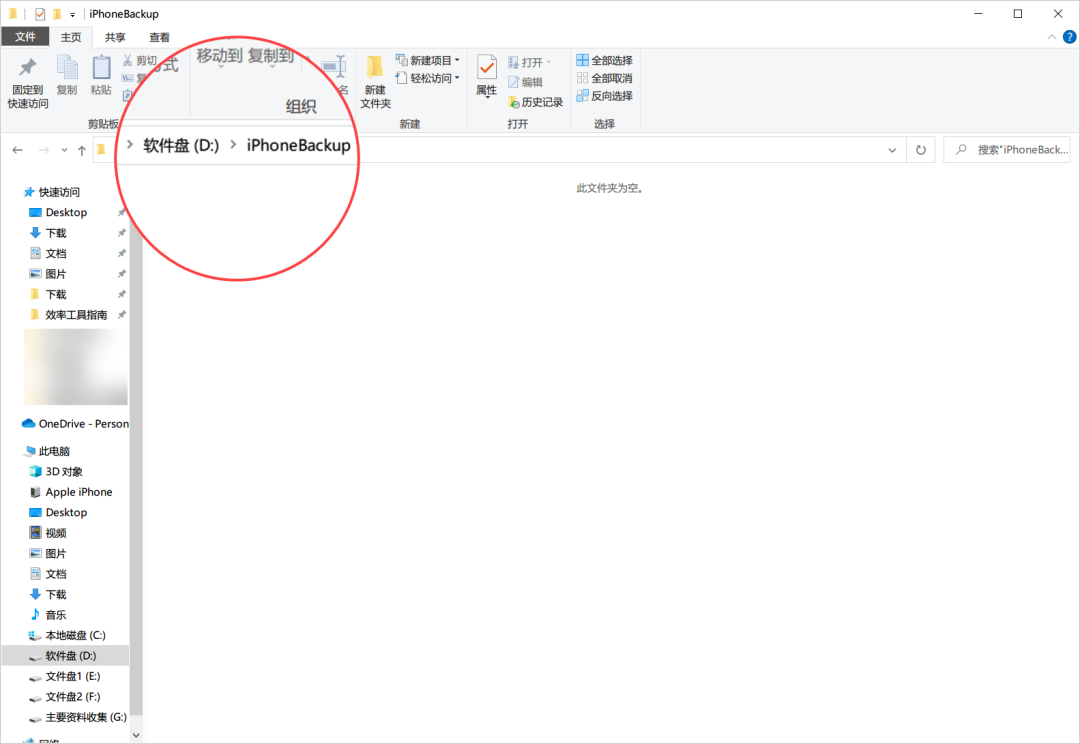 iPhoneBackup
文件 主页 共享 查看
固定到
快速访问
复制
粘贴
剪切
剪贴板
移动到 复制到
组织
新建
文件夹
新建项目
轻松访问
新建
属性
打开
编辑
历史记录
打开
全部选择
全部取消
反向选择
选择
软件盘 (D:) > iPhoneBackup
搜索"iPhoneBack...
此文件夹为空。
快速访问
Desktop
下载
文档
图片
下载
效率工具指南
OneDrive - Person
此电脑
3D 对象
Apple iPhone
Desktop
视频
图片
文档
下载
音乐
本地磁盘 (C:)
软件盘 (D:)
文件盘1 (E:)
文件盘2 (F:)
主要资料收集 (G:)